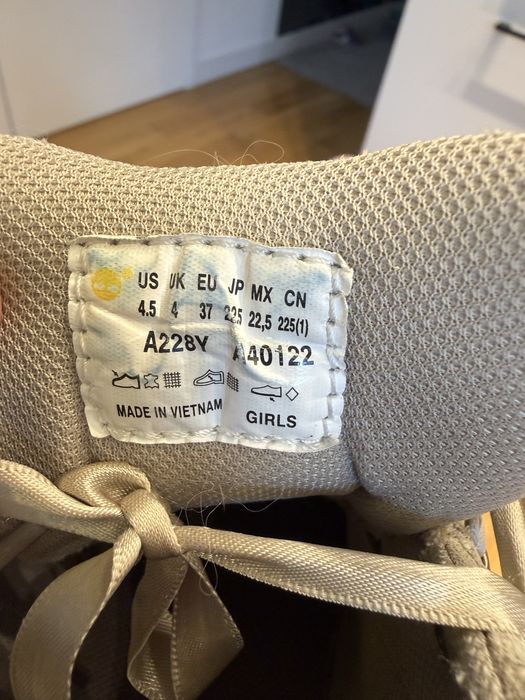 US UK EU JP MX CN
4.5 4 37 22,5 22,5 225(1)
A228Y A40122
MADE IN VIETNAM GIRLS